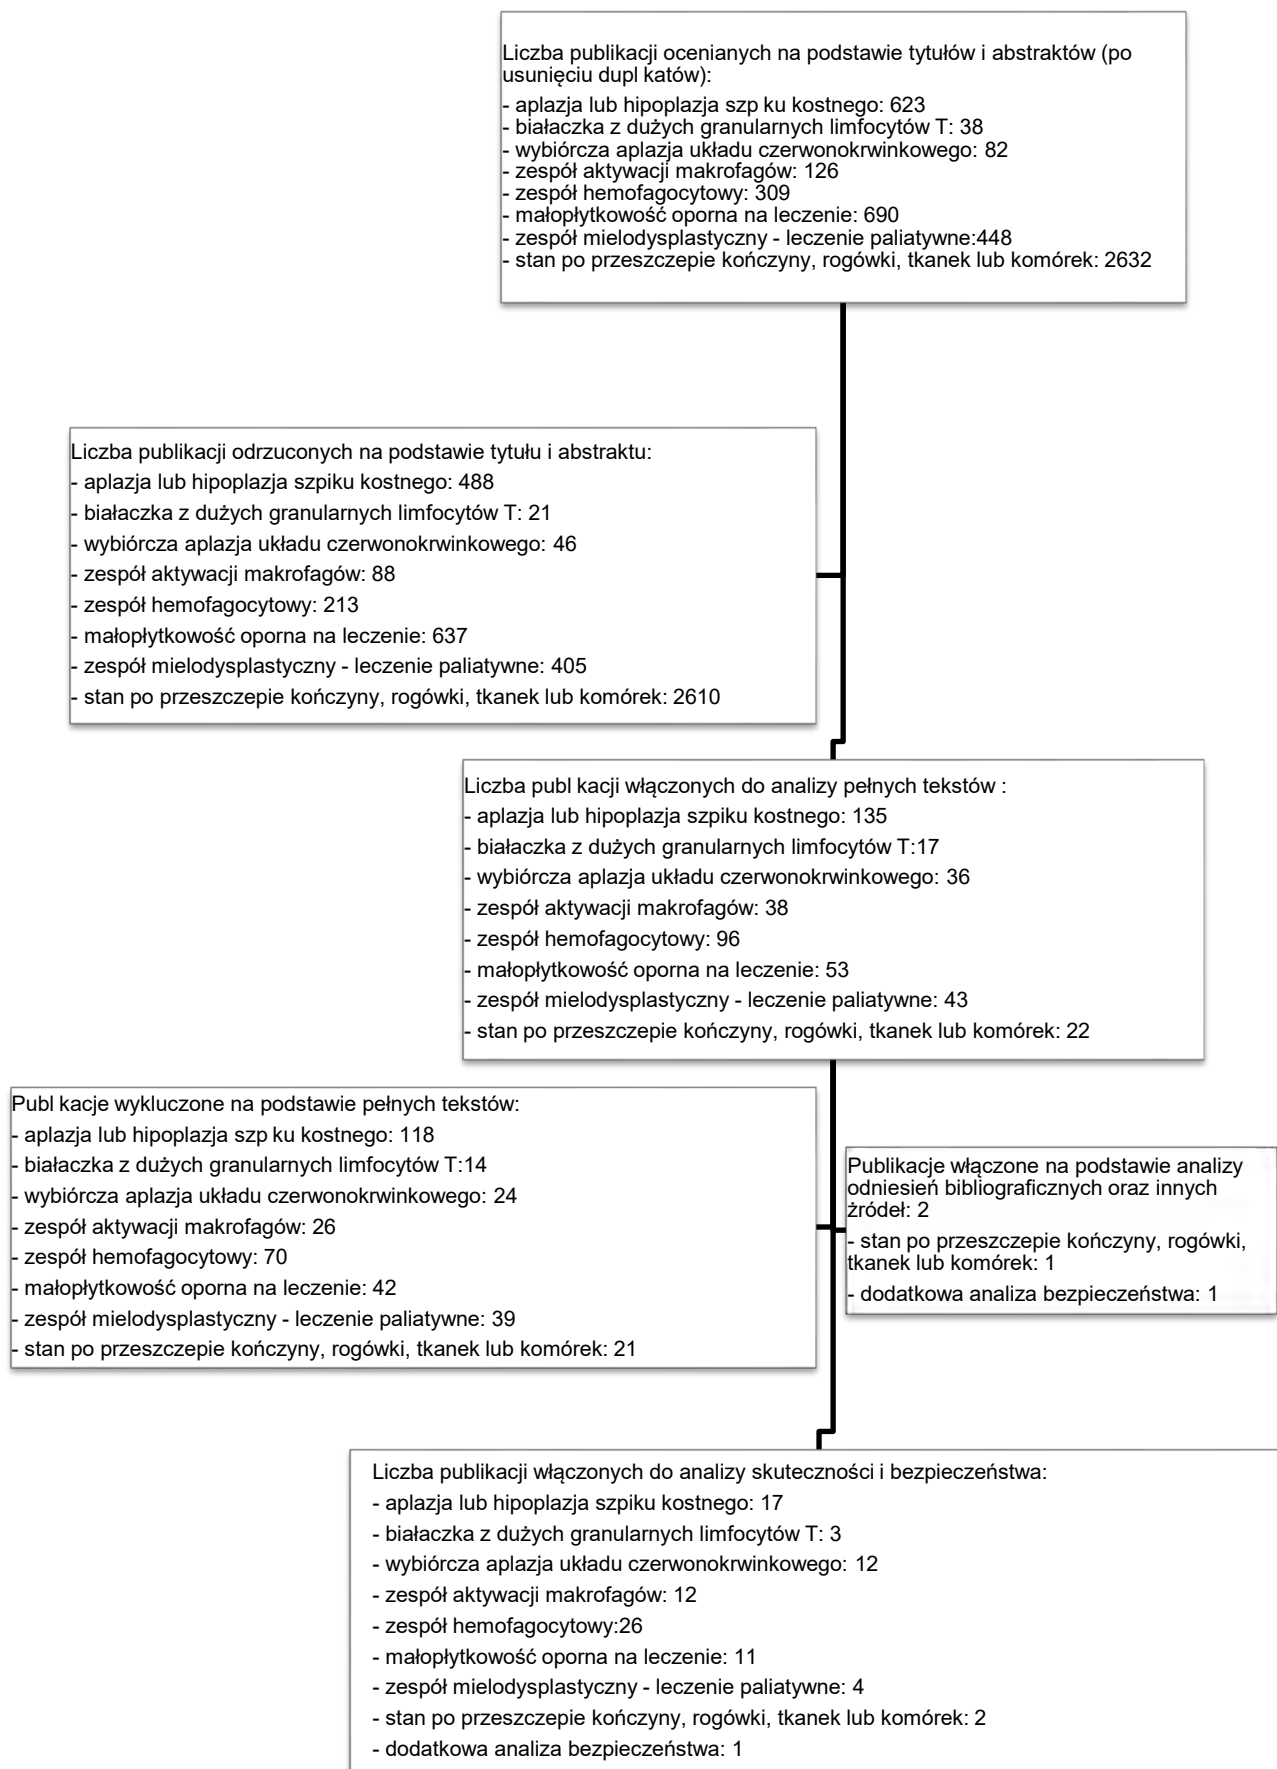 Liczba publikacji ocenianych na podstawie tytułów i abstraktów (po
usunięciu dupl katów):
- aplazja lub hipoplazja szp ku kostnego: 623
- białaczka z dużych granularnych limfocytów T: 38
- wybiórcza aplazja układu czerwonokrwinkowego: 82
- zespół aktywacji makrofagów: 126
- zespół hemofagocytowy: 309
- małopłytkowość oporna na leczenie: 690
- zespół mielodysplastyczny - leczenie paliatywne:448
- stan po przeszczepie kończyny, rogówki, tkanek lub komórek: 2632
Liczba publikacji odrzuconych na podstawie tytułu i abstraktu:
- aplazja lub hipoplazja szpiku kostnego: 488
- białaczka z dużych granularnych limfocytów T: 21
- wybiórcza aplazja układu czerwonokrwinkowego: 46
- zespół aktywacji makrofagów: 88
- zespół hemofagocytowy: 213
- małopłytkowość oporna na leczenie: 637
- zespół mielodysplastyczny - leczenie paliatywne: 405
- stan po przeszczepie kończyny, rogówki, tkanek lub komórek: 2610
Liczba publ kacji włączonych do analizy pełnych tekstów :
- aplazja lub hipoplazja szpiku kostnego: 135
- białaczka z dużych granularnych limfocytów T:17
- wybiórcza aplazja układu czerwonokrwinkowego: 36
- zespół aktywacji makrofagów: 38
- zespół hemofagocytowy: 96
- małopłytkowość oporna na leczenie: 53
- zespół mielodysplastyczny - leczenie paliatywne: 43
- stan po przeszczepie kończyny, rogówki, tkanek lub komórek: 22
Publ kacje wykluczone na podstawie pełnych tekstów:
- aplazja lub hipoplazja szp ku kostnego: 118
- białaczka z dużych granularnych limfocytów T:14
- wybiórcza aplazja układu czerwonokrwinkowego: 24
- zespół aktywacji makrofagów: 26
- zespół hemofagocytowy: 70
- małopłytkowość oporna na leczenie: 42
- zespół mielodysplastyczny - leczenie paliatywne: 39
- stan po przeszczepie kończyny, rogówki, tkanek lub komórek: 21
Publikacje włączone na podstawie analizy
odniesień bibliograficznych oraz innych
żródeł: 2
- stan po przeszczepie kończyny, rogówki,
tkanek lub komórek: 1
- dodatkowa analiza bezpieczeństwa: 1
Liczba publikacji włączonych do analizy skuteczności i bezpieczeństwa:
- aplazja lub hipoplazja szpiku kostnego: 17
- białaczka z dużych granularnych limfocytów T: 3
- wybiórcza aplazja układu czerwonokrwinkowego: 12
- zespół aktywacji makrofagów: 12
- zespół hemofagocytowy:26
- małopłytkowość oporna na leczenie: 11
- zespół mielodysplastyczny - leczenie paliatywne: 4
- stan po przeszczepie kończyny, rogówki, tkanek lub komórek: 2
- dodatkowa analiza bezpieczeństwa: 1